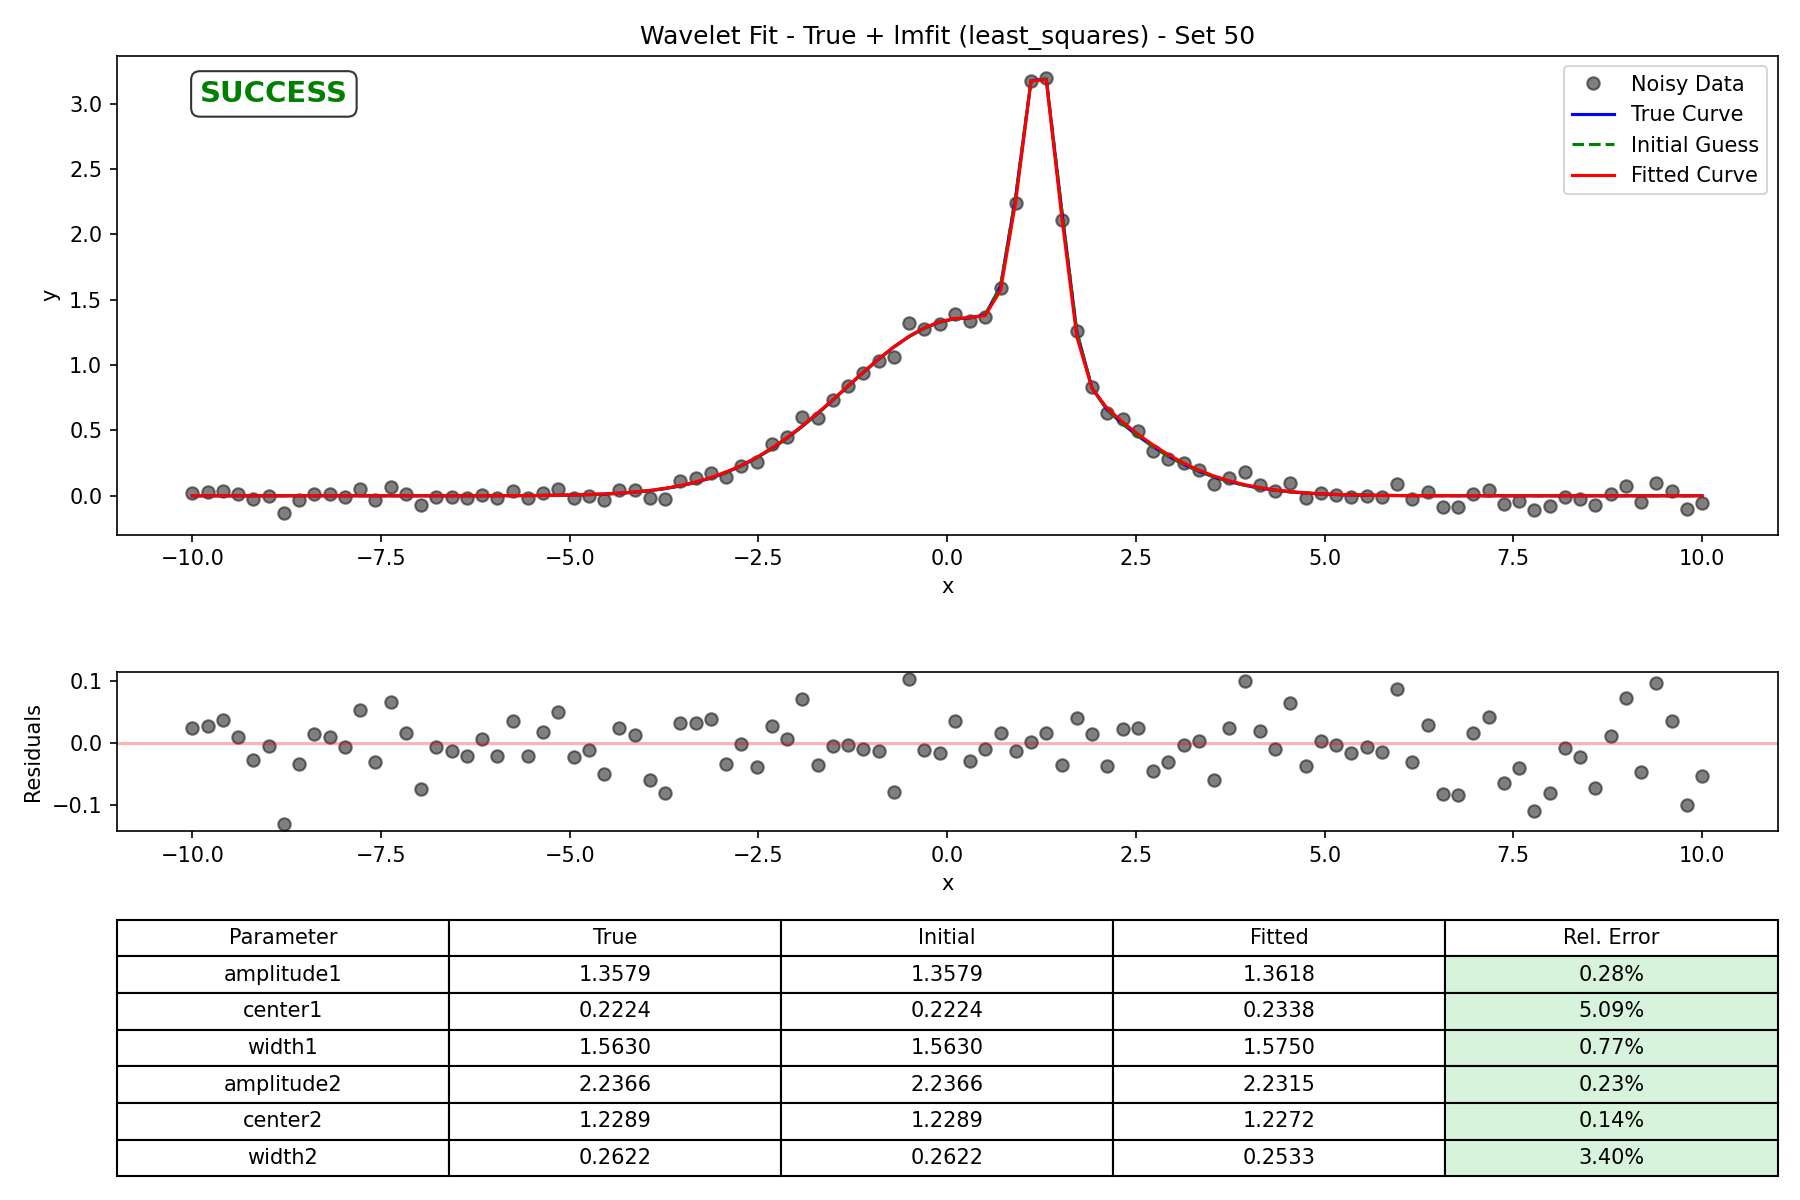 Wavelet Fit - True + lmfit (least_squares) - Set 50
SUCCESS
Noisy Data
True Curve
Initial Guess
Fitted Curve
y
3.0
2.5
2.0
1.5
1.0
0.5
0.0
−10.0 −7.5 −5.0 −2.5 0.0 2.5 5.0 7.5 10.0
x
Residuals
0.1
0.0
−0.1
−10.0 −7.5 −5.0 −2.5 0.0 2.5 5.0 7.5 10.0
x
Parameter True Initial Fitted Rel. Error
amplitude1 1.3579 1.3579 1.3618 0.28%
center1 0.2224 0.2224 0.2338 5.09%
width1 1.5630 1.5630 1.5750 0.77%
amplitude2 2.2366 2.2366 2.2315 0.23%
center2 1.2289 1.2289 1.2272 0.14%
width2 0.2622 0.2622 0.2533 3.40%